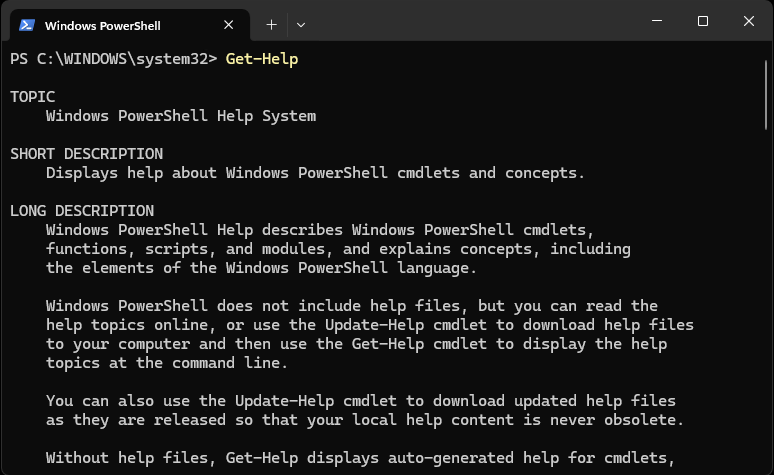 Windows PowerShell
PS C:\WINDOWS\system32> Get-Help
TOPIC
Windows PowerShell Help System
SHORT DESCRIPTION
Displays help about Windows PowerShell cmdlets and concepts.
LONG DESCRIPTION
Windows PowerShell Help describes Windows PowerShell cmdlets,
functions, scripts, and modules, and explains concepts, including
the elements of the Windows PowerShell language.
Windows PowerShell does not include help files, but you can read the
help topics online, or use the Update-Help cmdlet to download help files
to your computer and then use the Get-Help cmdlet to display the help
topics at the command line.
You can also use the Update-Help cmdlet to download updated help files
as they are released so that your local help content is never obsolete.
Without help files, Get-Help displays auto-generated help for cmdlets,